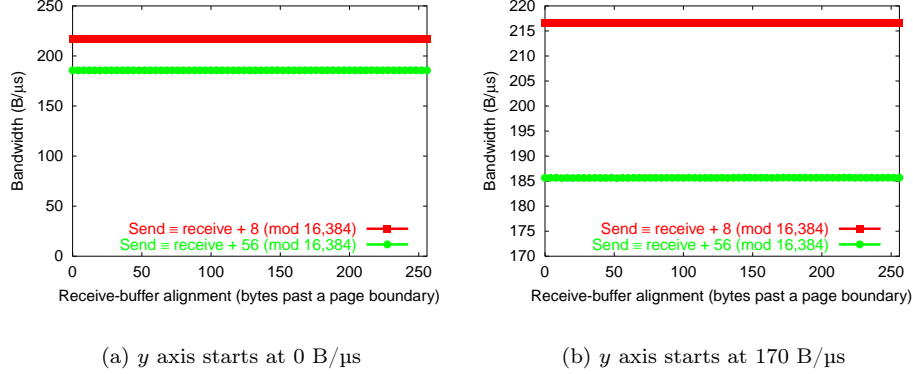 250
200
150
100
50
0
Bandwidth (B/μs)
Send ≡ receive + 8 (mod 16,384)
Send ≡ receive + 56 (mod 16,384)
0 50 100 150 200 250
Receive-buffer alignment (bytes past a page boundary)
(a) y axis starts at 0 B/μs
220
215
210
205
200
195
190
185
180
175
170
Bandwidth (B/μs)
Send ≡ receive + 8 (mod 16,384)
Send ≡ receive + 56 (mod 16,384)
0 50 100 150 200 250
Receive-buffer alignment (bytes past a page boundary)
(b) y axis starts at 170 B/μs